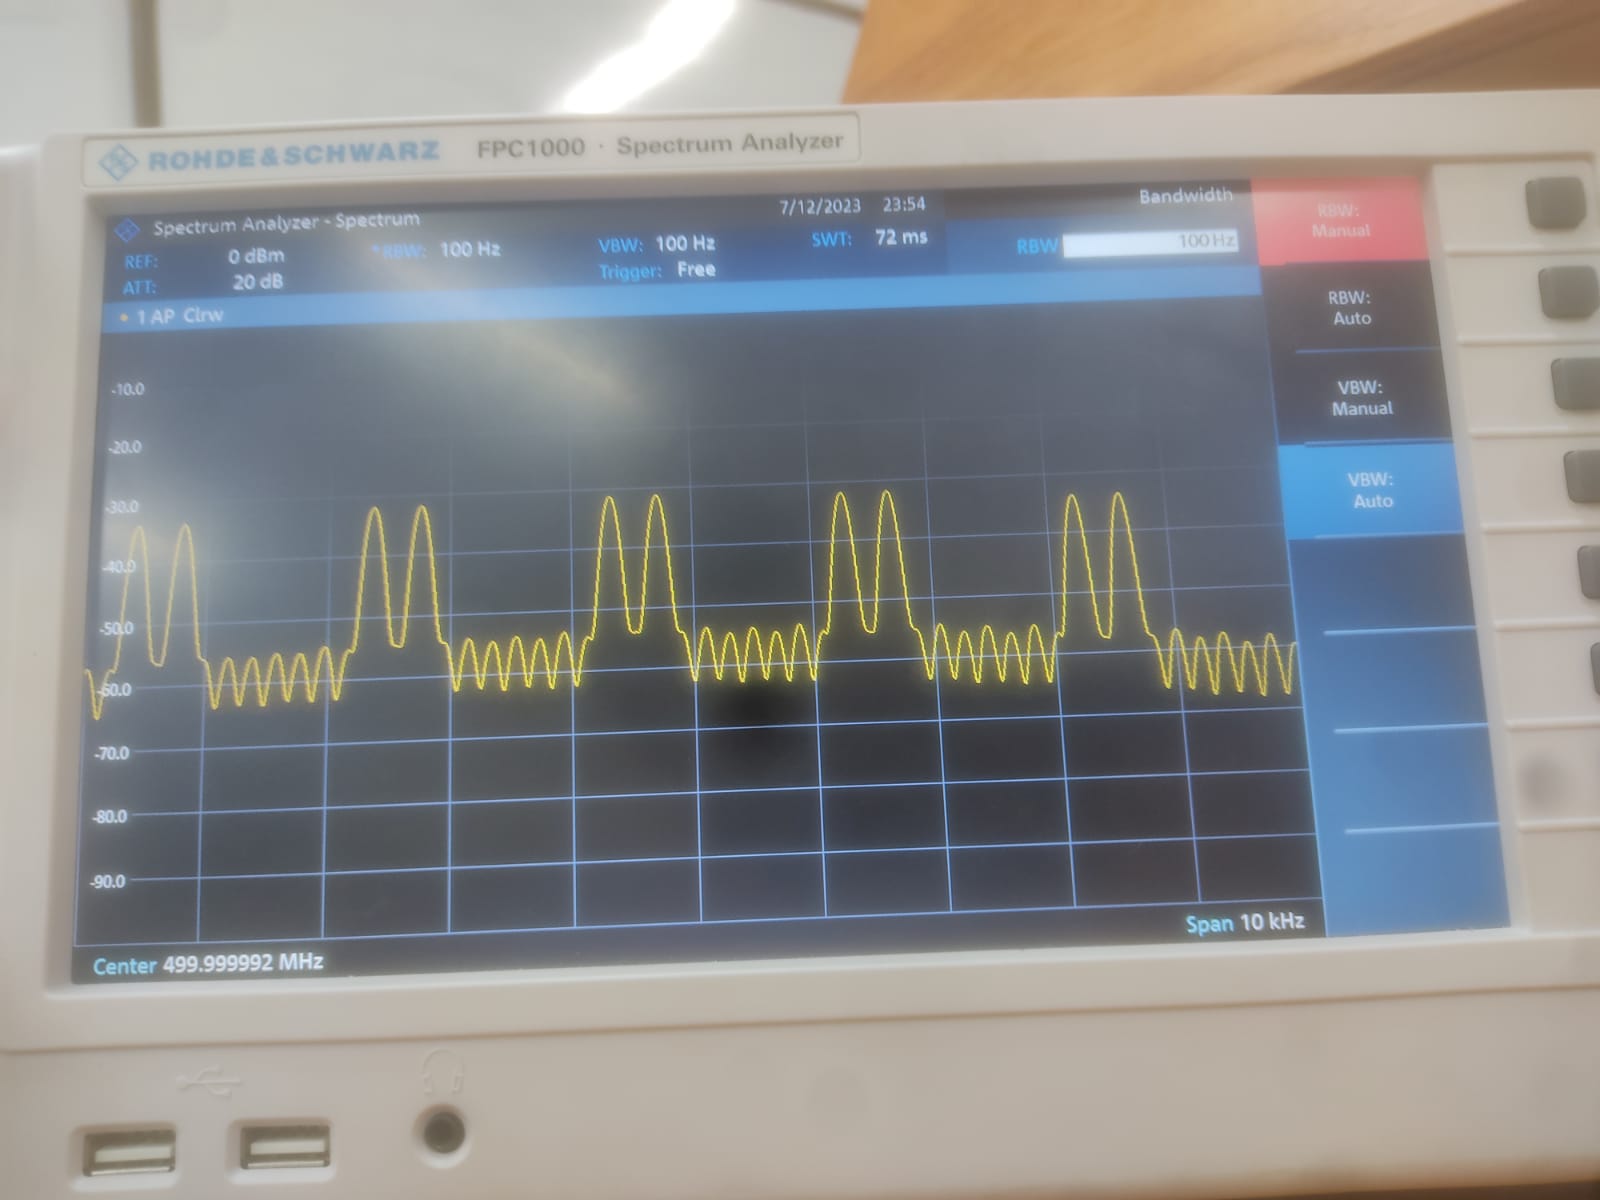 ROHDE&SCHWARZ FPC1000 · Spectrum Analyzer
Spectrum Analyzer - Spectrum 7/12/2023 23:54 Bandwidth
REF: 0 dBm *RBW: 100 Hz VBW: 100 Hz SWT: 72 ms RBW 100 Hz
ATT: 20 dB Trigger: Free
• 1 AP Clrw
RBW:
Manual
RBW:
Auto
VBW:
Manual
VBW:
Auto
-10.0
-20.0
-30.0
-40.0
-50.0
-60.0
-70.0
-80.0
-90.0
Center 499.999992 MHz Span 10 kHz